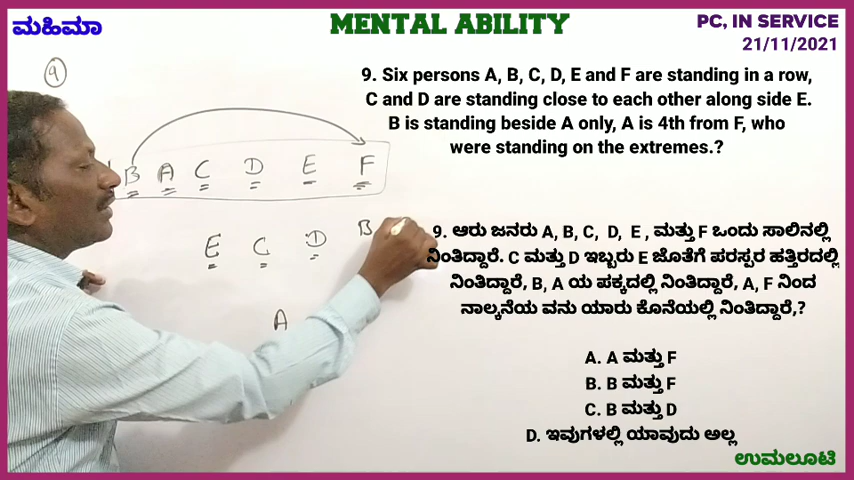 ಮಹಿಮಾ
MENTAL ABILITY
PC, IN SERVICE
21/11/2021
9
9. Six persons A, B, C, D, E and F are standing in a row,
C and D are standing close to each other along side E.
B is standing beside A only, A is 4th from F, who
were standing on the extremes.?
B A C D E F
E C D B
A
9. ಆರು ಜನರು A, B, C, D, E , ಮತ್ತು F ಒಂದು ಸಾಲಿನಲ್ಲಿ
ನಿಂತಿದ್ದಾರೆ. C ಮತ್ತು D ಇಬ್ಬರು E ಜೊತೆಗೆ ಪರಸ್ಪರ ಹತ್ತಿರದಲ್ಲಿ
ನಿಂತಿದ್ದಾರೆ, B, A ಯ ಪಕ್ಕದಲ್ಲಿ ನಿಂತಿದ್ದಾರೆ, A, F ನಿಂದ
ನಾಲ್ಕನೆಯ ವನು ಯಾರು ಕೊನೆಯಲ್ಲಿ ನಿಂತಿದ್ದಾರೆ,?
A. A ಮತ್ತು F
B. B ಮತ್ತು F
C. B ಮತ್ತು D
D. ಇವುಗಳಲ್ಲಿ ಯಾವುದು ಅಲ್ಲ
ಉಮಲೂಟಿ